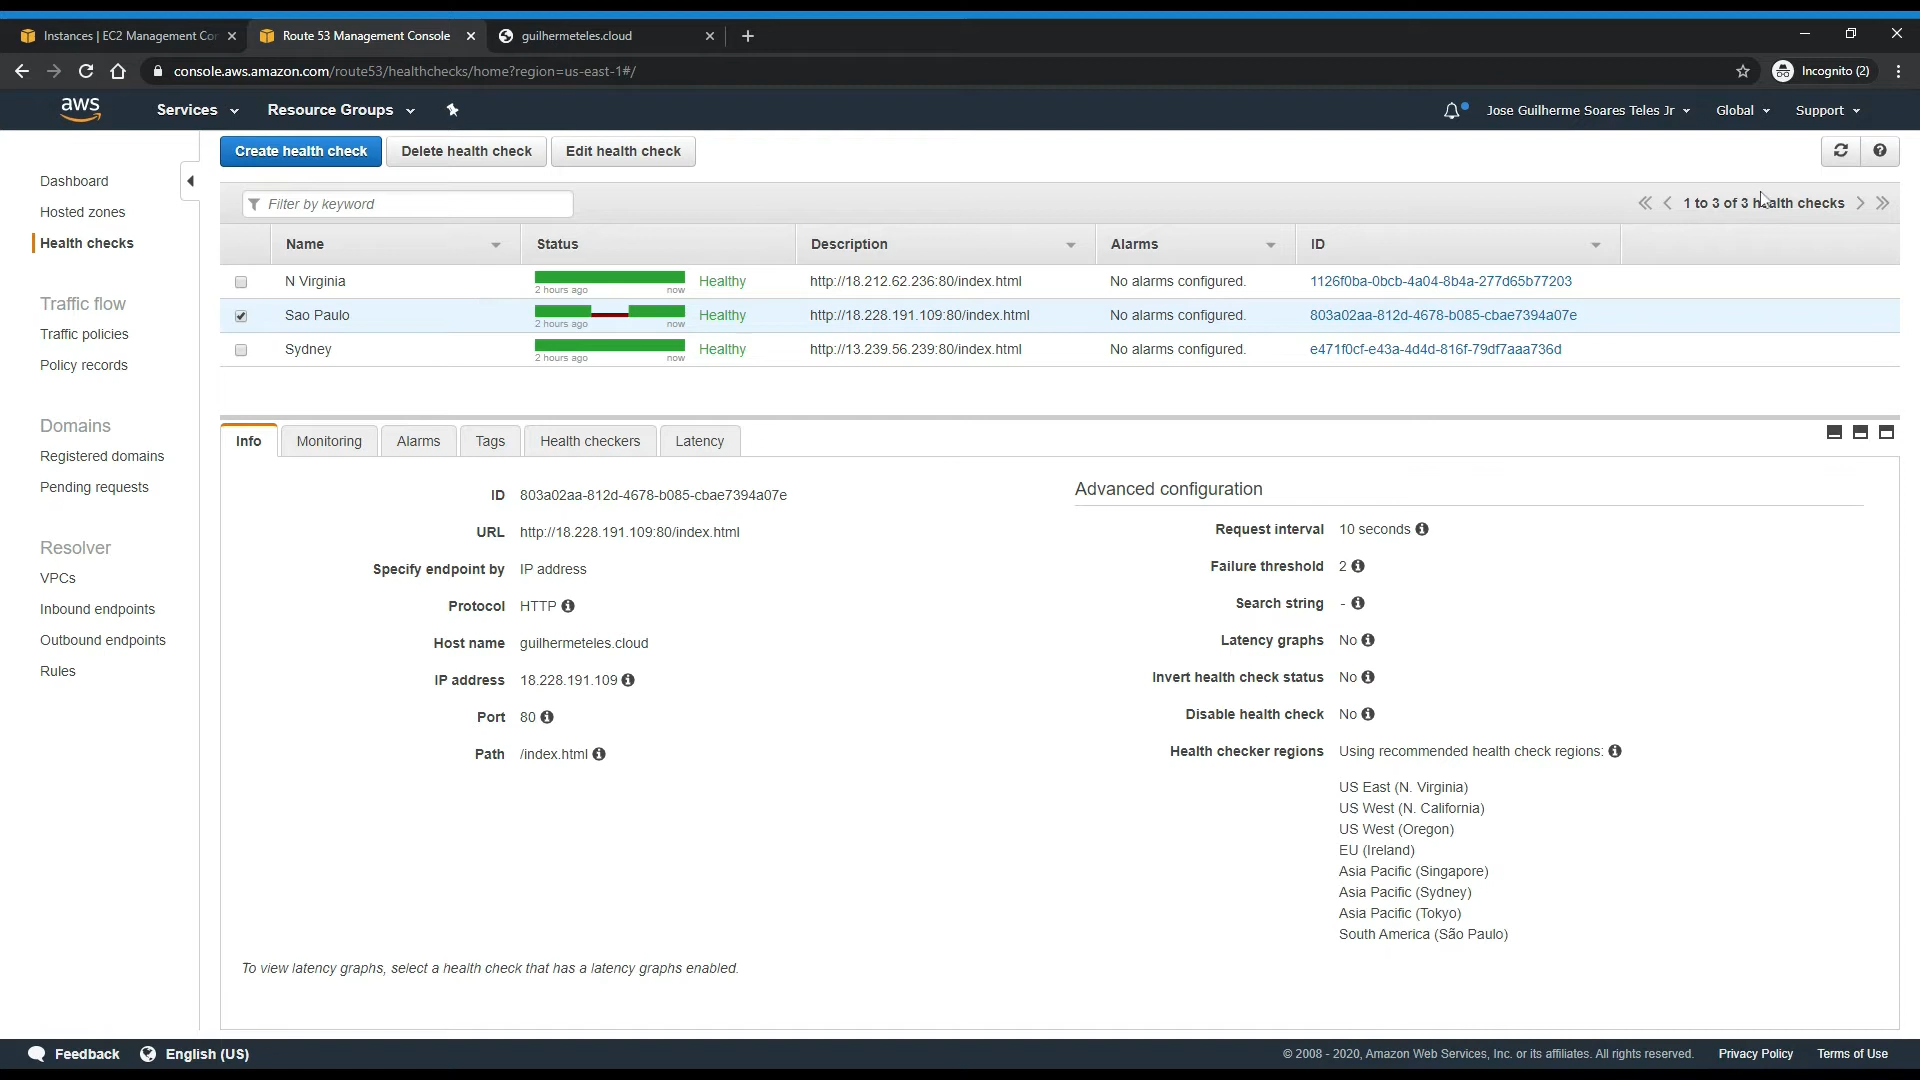 Instances | EC2 Management Co
Route 53 Management Console
guilhermeteles.cloud
console.aws.amazon.com/route53/healthchecks/home?region=us-east-1#/
Incognito (2)
aws
Services
Resource Groups
Jose Guilherme Soares Teles Jr
Global
Support
Dashboard
Hosted zones
Health checks
Traffic flow
Traffic policies
Policy records
Domains
Registered domains
Pending requests
Resolver
VPCs
Inbound endpoints
Outbound endpoints
Rules
Create health check
Delete health check
Edit health check
Filter by keyword
1 to 3 of 3 health checks
Name Status Description Alarms ID
N Virginia 2 hours ago now Healthy http://18.212.62.236:80/index.html No alarms configured. 1126f0ba-0bcb-4a04-8b4a-277d65b77203
Sao Paulo 2 hours ago now Healthy http://18.228.191.109:80/index.html No alarms configured. 803a02aa-812d-4678-b085-cbae7394a07e
Sydney 2 hours ago now Healthy http://13.239.56.239:80/index.html No alarms configured. e471f0cf-e43a-4d4d-816f-79df7aaa736d
Info Monitoring Alarms Tags Health checkers Latency
ID 803a02aa-812d-4678-b085-cbae7394a07e
URL http://18.228.191.109:80/index.html
Specify endpoint by IP address
Protocol HTTP
Host name guilhermeteles.cloud
IP address 18.228.191.109
Port 80
Path /index.html
Advanced configuration
Request interval 10 seconds
Failure threshold 2
Search string -
Latency graphs No
Invert health check status No
Disable health check No
Health checker regions Using recommended health check regions:
US East (N. Virginia)
US West (N. California)
US West (Oregon)
EU (Ireland)
Asia Pacific (Singapore)
Asia Pacific (Sydney)
Asia Pacific (Tokyo)
South America (São Paulo)
To view latency graphs, select a health check that has a latency graphs enabled.
Feedback
English (US)
© 2008 - 2020, Amazon Web Services, Inc. or its affiliates. All rights reserved.
Privacy Policy
Terms of Use